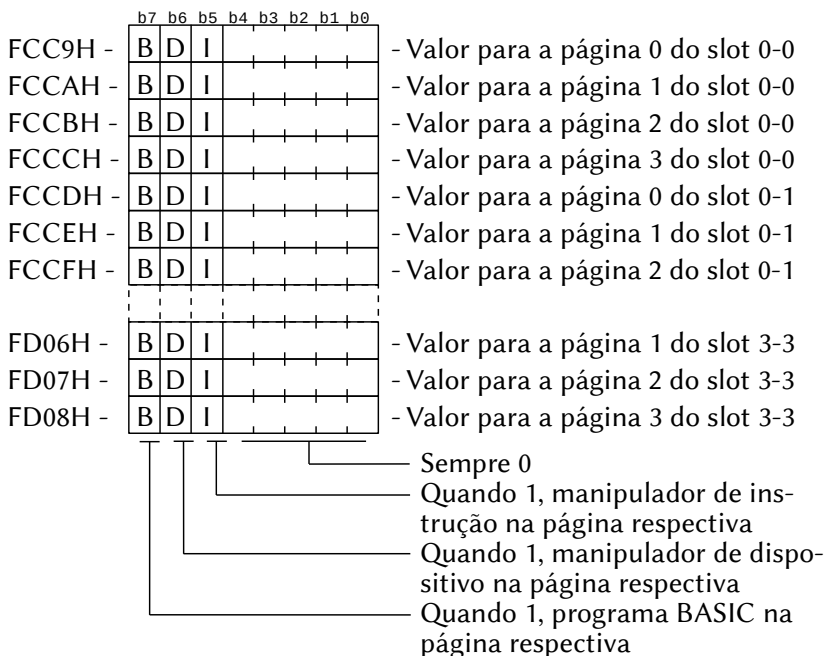 b7 b6 b5 b4 b3 b2 b1 b0
FCC9H - B D I - Valor para a página 0 do slot 0-0
FCCAH - B D I - Valor para a página 1 do slot 0-0
FCCBH - B D I - Valor para a página 2 do slot 0-0
FCCCH - B D I - Valor para a página 3 do slot 0-0
FCCDH - B D I - Valor para a página 0 do slot 0-1
FCCEH - B D I - Valor para a página 1 do slot 0-1
FCCFH - B D I - Valor para a página 2 do slot 0-1
FD06H - B D I - Valor para a página 1 do slot 3-3
FD07H - B D I - Valor para a página 2 do slot 3-3
FD08H - B D I - Valor para a página 3 do slot 3-3
Sempre 0
Quando 1, manipulador de ins-
trução na página respectiva
Quando 1, manipulador de dispo-
sitivo na página respectiva
Quando 1, programa BASIC na
página respectiva